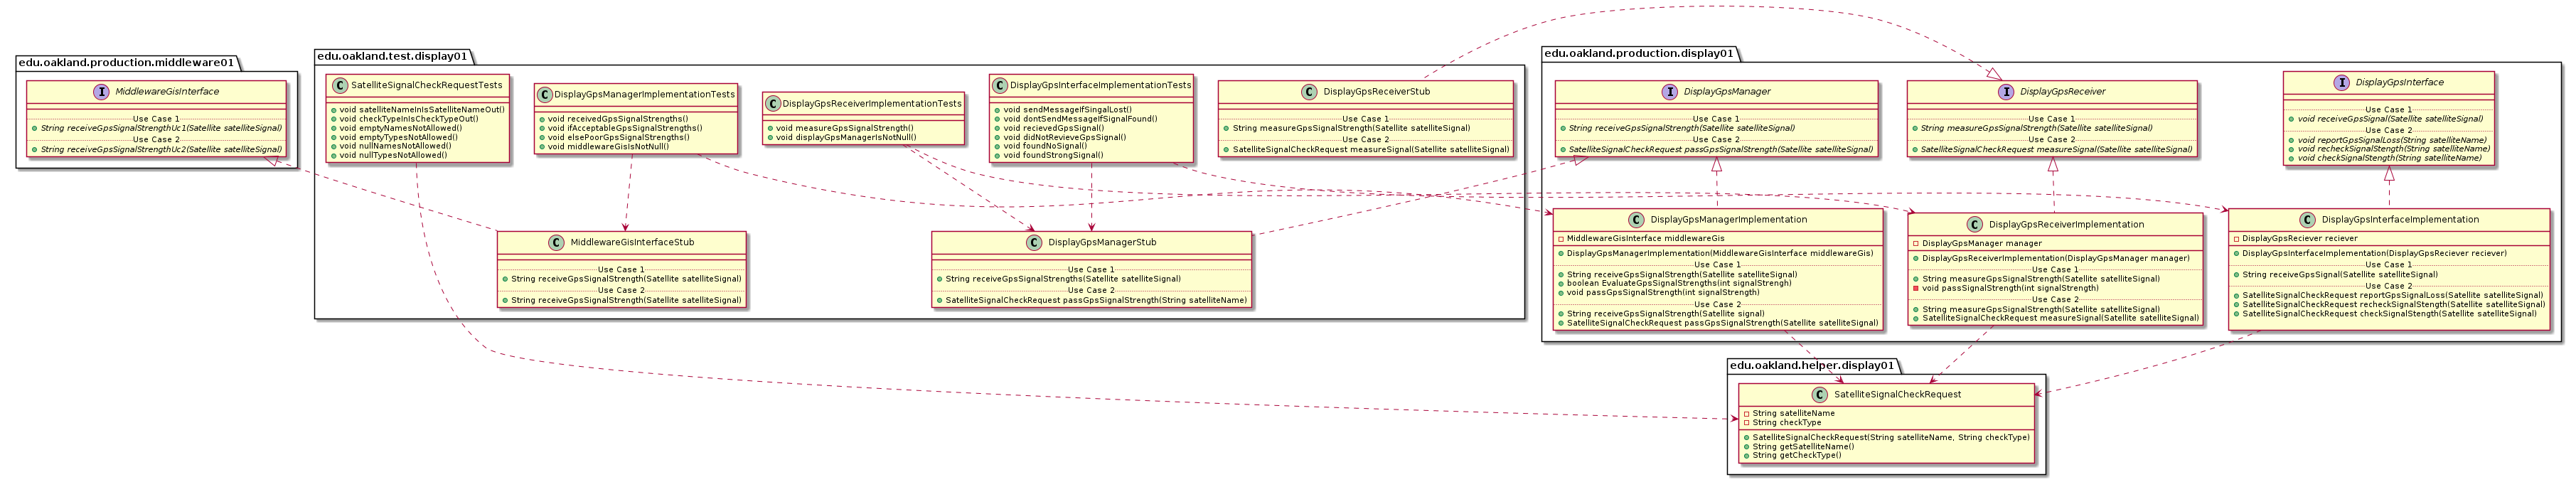 edu.oakland.production.middleware01
I MiddlewareGisInterface
Use Case 1
String receiveGpsSignalStrengthUc1(Satellite satelliteSignal)
Use Case 2
String receiveGpsSignalStrengthUc2(Satellite satelliteSignal)
edu.oakland.test.display01
C SatelliteSignalCheckRequestTests
void satelliteNameInIsSatelliteNameOut()
void checkTypeInIsCheckTypeOut()
void emptyNamesNotAllowed()
void emptyTypesNotAllowed()
void nullNamesNotAllowed()
void nullTypesNotAllowed()
C DisplayGpsManagerImplementationTests
void receivedGpsSignalStrengths()
void ifAcceptableGpsSignalStrengths()
void elsePoorGpsSignalStrengths()
void middlewareGisIsNotNull()
C DisplayGpsReceiverImplementationTests
void measureGpsSignalStrength()
void displayGpsManagerIsNotNull()
C DisplayGpsInterfaceImplementationTests
void sendMessageIfSingalLost()
void dontSendMessageIfSignalFound()
void recievedGpsSignal()
void didNotRevieveGpsSignal()
void foundNoSignal()
void foundStrongSignal()
C DisplayGpsReceiverStub
Use Case 1
String measureGpsSignalStrength(Satellite satelliteSignal)
Use Case 2
SatelliteSignalCheckRequest measureSignal(Satellite satelliteSignal)
C MiddlewareGisInterfaceStub
Use Case 1
String receiveGpsSignalStrength(Satellite satelliteSignal)
Use Case 2
String receiveGpsSignalStrength(Satellite satelliteSignal)
C DisplayGpsManagerStub
Use Case 1
String receiveGpsSignalStrengths(Satellite satelliteSignal)
Use Case 2
SatelliteSignalCheckRequest passGpsSignalStrength(String satelliteName)
edu.oakland.production.display01
I DisplayGpsManager
Use Case 1
String receiveGpsSignalStrength(Satellite satelliteSignal)
Use Case 2
SatelliteSignalCheckRequest passGpsSignalStrength(Satellite satelliteSignal)
I DisplayGpsReceiver
Use Case 1
String measureGpsSignalStrength(Satellite satelliteSignal)
Use Case 2
SatelliteSignalCheckRequest measureSignal(Satellite satelliteSignal)
I DisplayGpsInterface
Use Case 1
void receiveGpsSignal(Satellite satelliteSignal)
Use Case 2
void reportGpsSignalLoss(String satelliteName)
void recheckSignalStength(String satelliteName)
void checkSignalStength(String satelliteName)
C DisplayGpsManagerImplementation
MiddlewareGisInterface middlewareGis
DisplayGpsManagerImplementation(MiddlewareGisInterface middlewareGis)
Use Case 1
String receiveGpsSignalStrength(Satellite satelliteSignal)
boolean EvaluateGpsSignalStrengths(int signalStrengh)
void passGpsSignalStrength(int signalStrength)
Use Case 2
String receiveGpsSignalStrength(Satellite signal)
SatelliteSignalCheckRequest passGpsSignalStrength(Satellite satelliteSignal)
C DisplayGpsReceiverImplementation
DisplayGpsManager manager
DisplayGpsReceiverImplementation(DisplayGpsManager manager)
Use Case 1
String measureGpsSignalStrength(Satellite satelliteSignal)
void passSignalStrength(int signalStrength)
Use Case 2
String measureGpsSignalStrength(Satellite satelliteSignal)
SatelliteSignalCheckRequest measureSignal(Satellite satelliteSignal)
C DisplayGpsInterfaceImplementation
DisplayGpsReciever reciever
DisplayGpsInterfaceImplementation(DisplayGpsReciever reciever)
Use Case 1
String receiveGpsSignal(Satellite satelliteSignal)
Use Case 2
SatelliteSignalCheckRequest reportGpsSignalLoss(Satellite satelliteSignal)
SatelliteSignalCheckRequest recheckSignalStength(Satellite satelliteSignal)
SatelliteSignalCheckRequest checkSignalStength(Satellite satelliteSignal)
edu.oakland.helper.display01
C SatelliteSignalCheckRequest
String satelliteName
String checkType
SatelliteSignalCheckRequest(String satelliteName, String checkType)
String getSatelliteName()
String getCheckType()